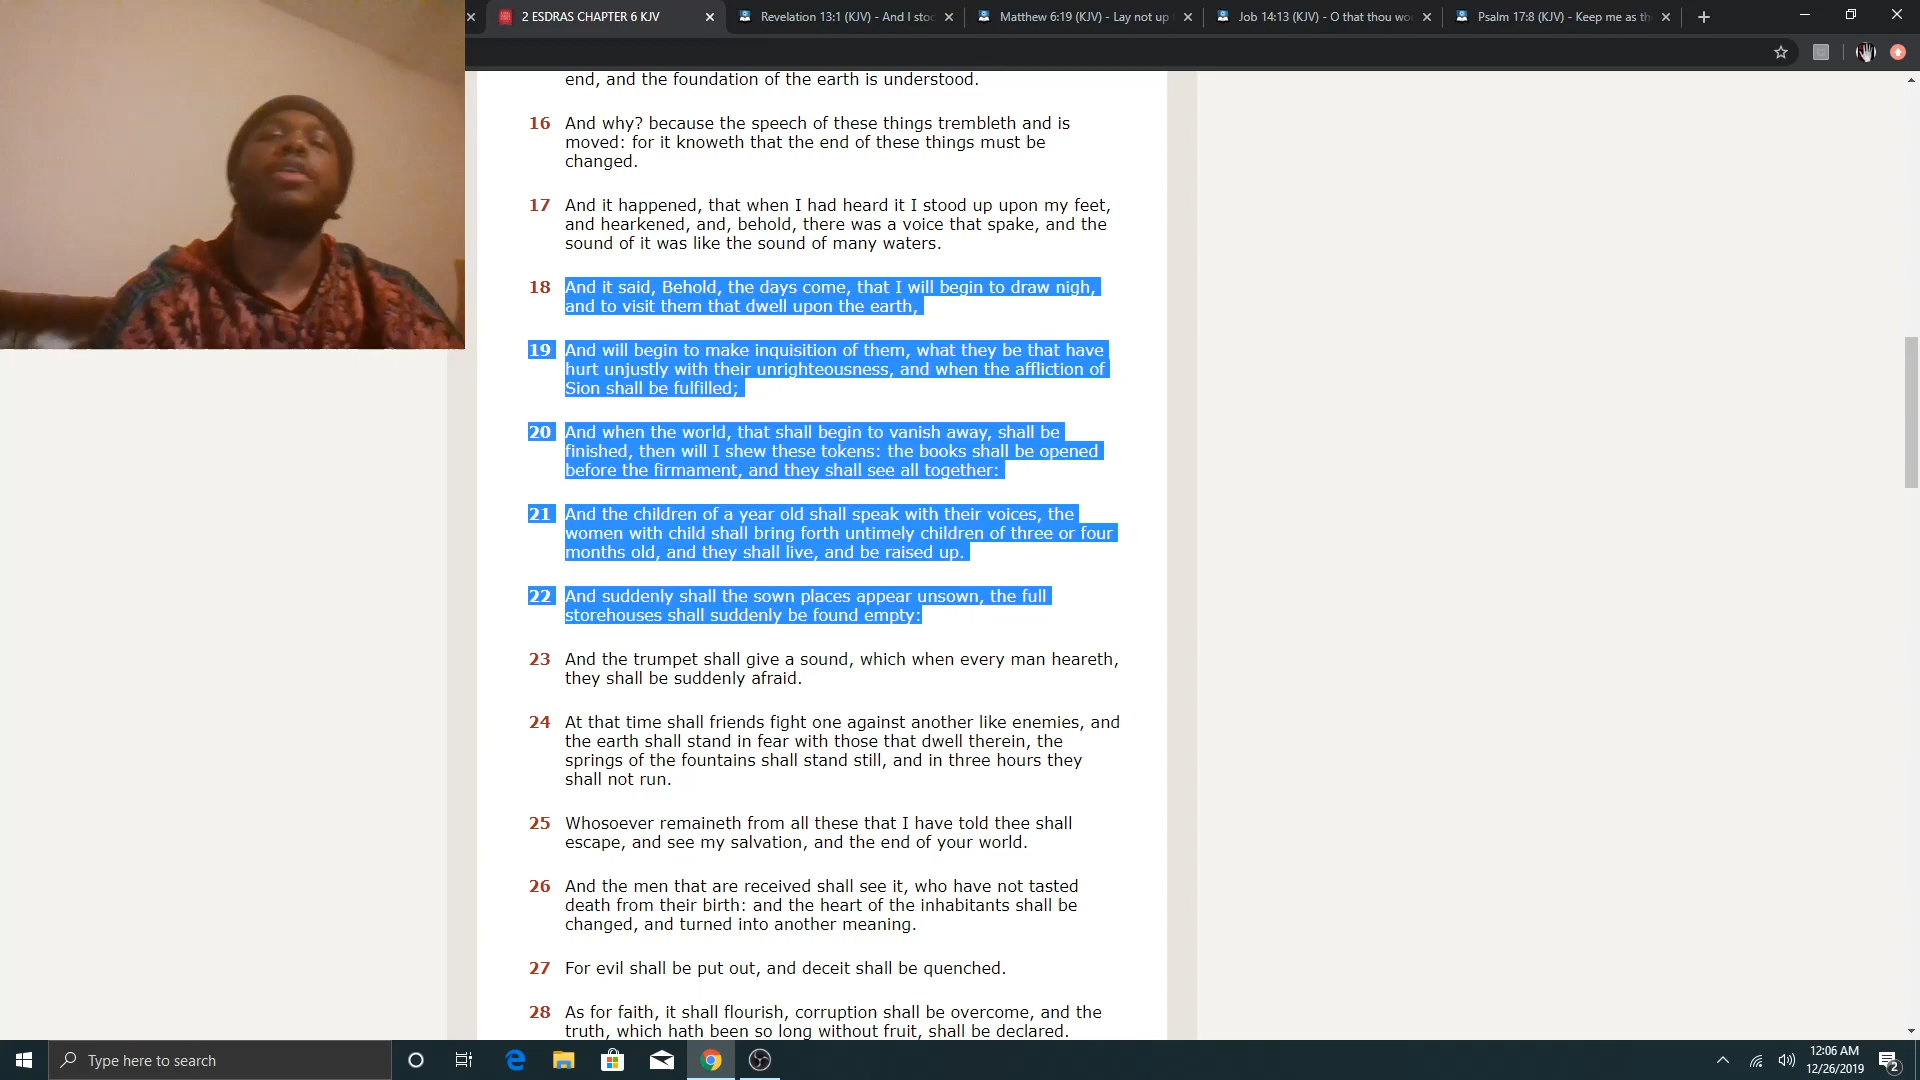 2 ESDRAS CHAPTER 6 KJV
Revelation 13:1 (KJV) - And I stoo
Matthew 6:19 (KJV) - Lay not up
Job 14:13 (KJV) - O that thou wo
Psalm 17:8 (KJV) - Keep me as th
end, and the foundation of the earth is understood.
16 And why? because the speech of these things trembleth and is
moved: for it knoweth that the end of these things must be
changed.
17 And it happened, that when I had heard it I stood up upon my feet,
and hearkened, and, behold, there was a voice that spake, and the
sound of it was like the sound of many waters.
18 And it said, Behold, the days come, that I will begin to draw nigh,
and to visit them that dwell upon the earth,
19 And will begin to make inquisition of them, what they be that have
hurt unjustly with their unrighteousness, and when the affliction of
Sion shall be fulfilled;
20 And when the world, that shall begin to vanish away, shall be
finished, then will I shew these tokens: the books shall be opened
before the firmament, and they shall see all together:
21 And the children of a year old shall speak with their voices, the
women with child shall bring forth untimely children of three or four
months old, and they shall live, and be raised up.
22 And suddenly shall the sown places appear unsown, the full
storehouses shall suddenly be found empty:
23 And the trumpet shall give a sound, which when every man heareth,
they shall be suddenly afraid.
24 At that time shall friends fight one against another like enemies, and
the earth shall stand in fear with those that dwell therein, the
springs of the fountains shall stand still, and in three hours they
shall not run.
25 Whosoever remaineth from all these that I have told thee shall
escape, and see my salvation, and the end of your world.
26 And the men that are received shall see it, who have not tasted
death from their birth: and the heart of the inhabitants shall be
changed, and turned into another meaning.
27 For evil shall be put out, and deceit shall be quenched.
28 As for faith, it shall flourish, corruption shall be overcome, and the
truth, which hath been so long without fruit, shall be declared.
Type here to search
12:06 AM
12/26/2019
2